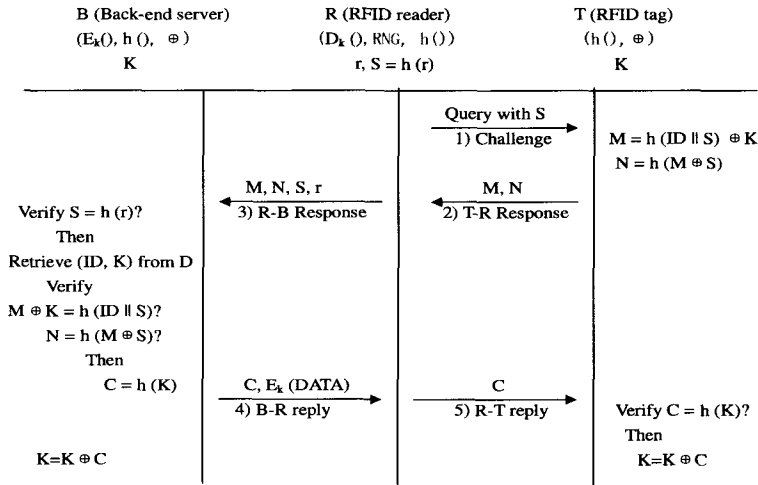 B (Back-end server) R (RFID reader) T (RFID tag)
(Eₖ(), h (), ⊕) (Dₖ (), RNG, h ()) (h (), ⊕)
K r, S = h (r) K
Query with S
1) Challenge
M = h (ID || S) ⊕ K
N = h (M ⊕ S)
M, N, S, r M, N
3) R-B Response 2) T-R Response
Verify S = h (r)?
Then
Retrieve (ID, K) from D
Verify
M ⊕ K = h (ID || S)?
N = h (M ⊕ S)?
Then
C = h (K)
C, Eₖ (DATA) C
4) B-R reply 5) R-T reply
Verify C = h (K)?
Then
K=K ⊕ C K=K ⊕ C